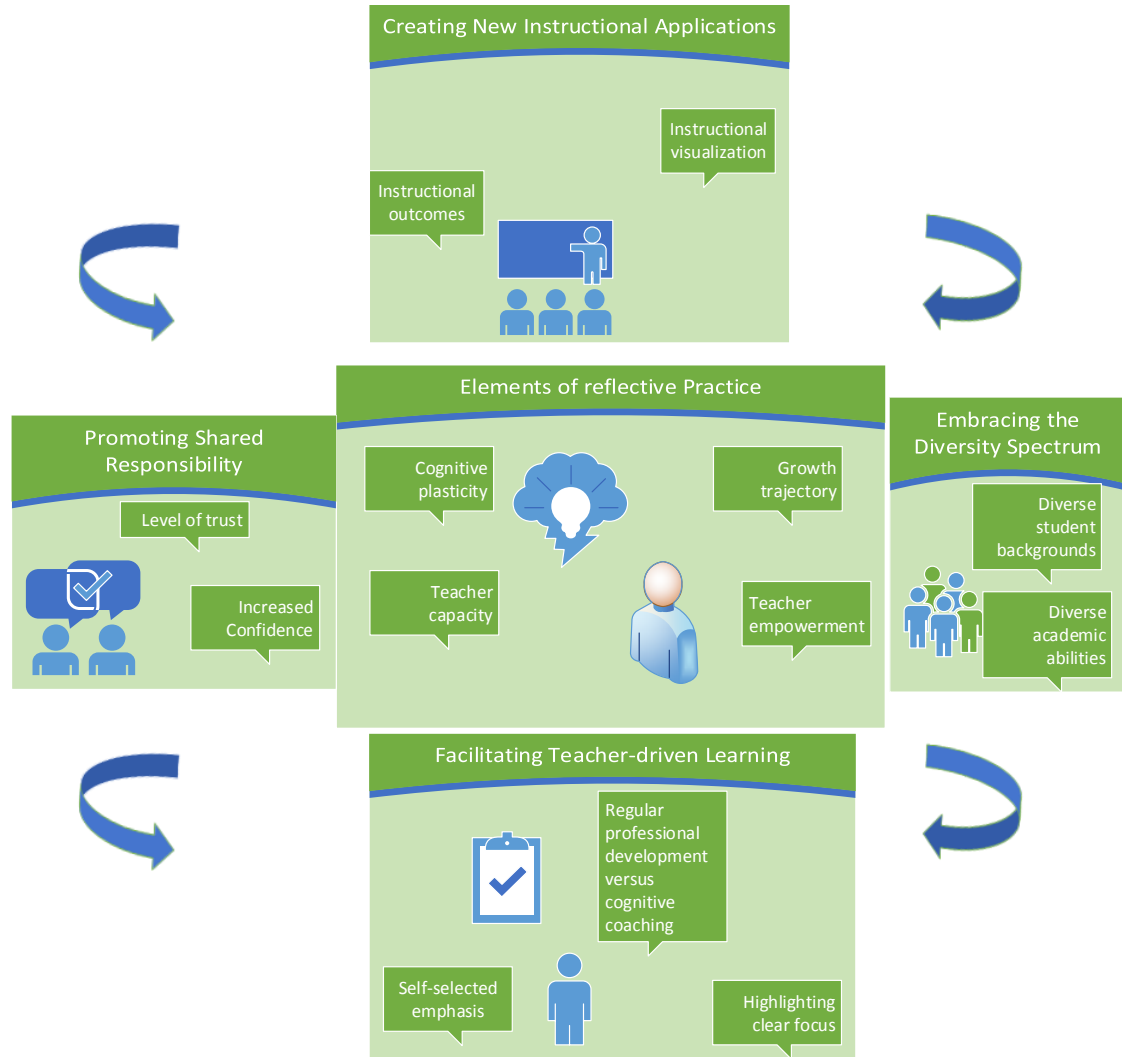 Creating New Instructional Applications
Instructional
visualization
Instructional
outcomes
Elements of reflective Practice
Cognitive
plasticity
Growth
trajectory
Teacher
capacity
Teacher
empowerment
Promoting Shared
Responsibility
Level of trust
Increased
Confidence
Embracing the
Diversity Spectrum
Diverse
student
backgrounds
Diverse
academic
abilities
Facilitating Teacher-driven Learning
Regular
professional
development
versus
cognitive
coaching
Self-selected
emphasis
Highlighting
clear focus